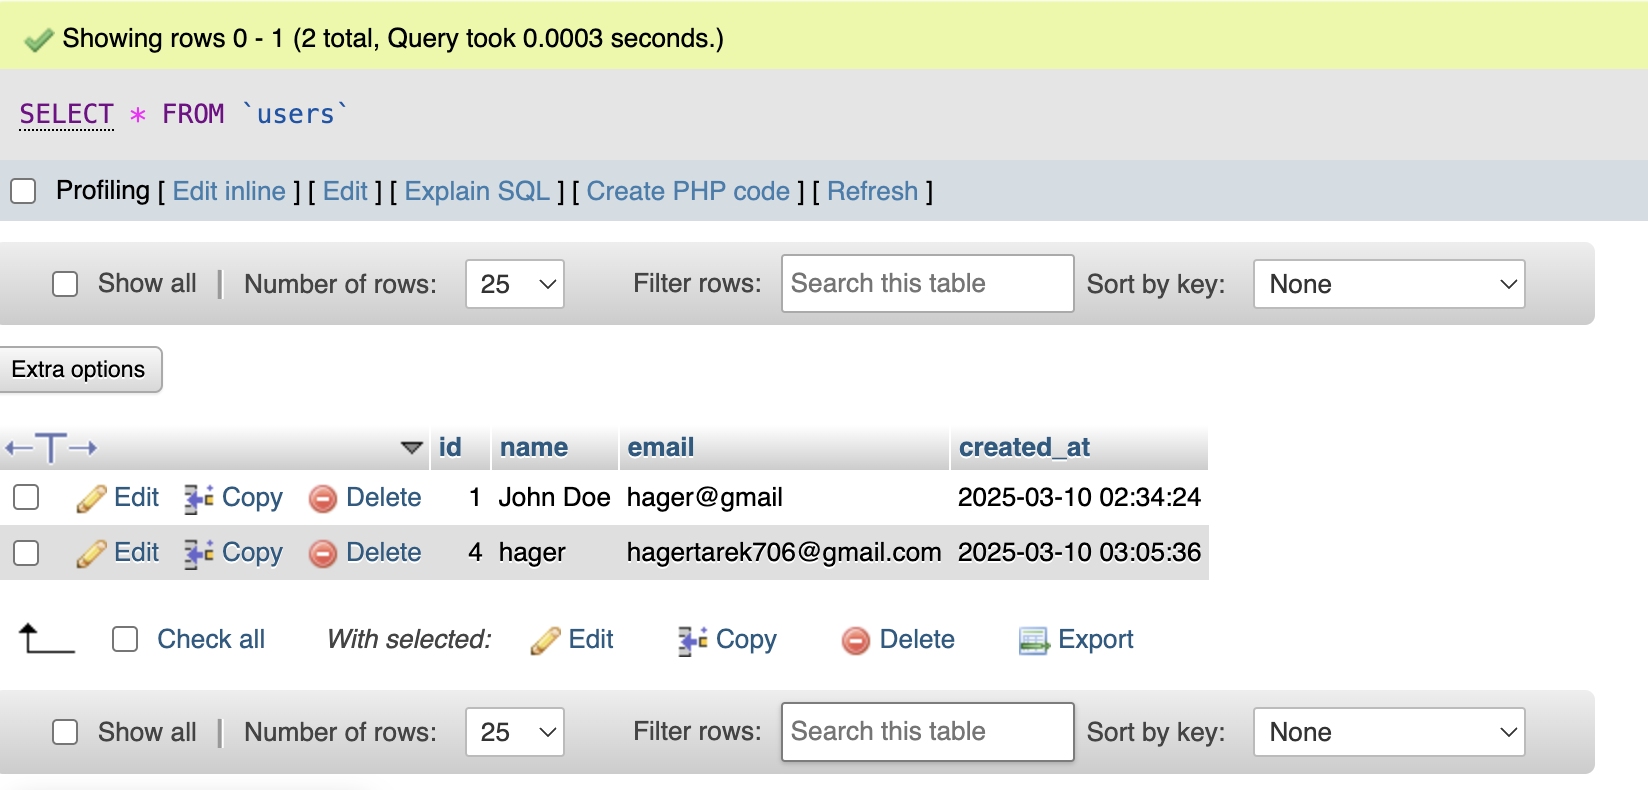 Showing rows 0 - 1 (2 total, Query took 0.0003 seconds.)
SELECT * FROM `users`
Profiling [ Edit inline ] [ Edit ] [ Explain SQL ] [ Create PHP code ] [ Refresh ]
Show all | Number of rows: 25 Filter rows: Search this table Sort by key: None
Extra options
←T→ id name email created_at
Edit Copy Delete 1 John Doe hager@gmail 2025-03-10 02:34:24
Edit Copy Delete 4 hager hagertarek706@gmail.com 2025-03-10 03:05:36
Check all With selected: Edit Copy Delete Export
Show all | Number of rows: 25 Filter rows: Search this table Sort by key: None